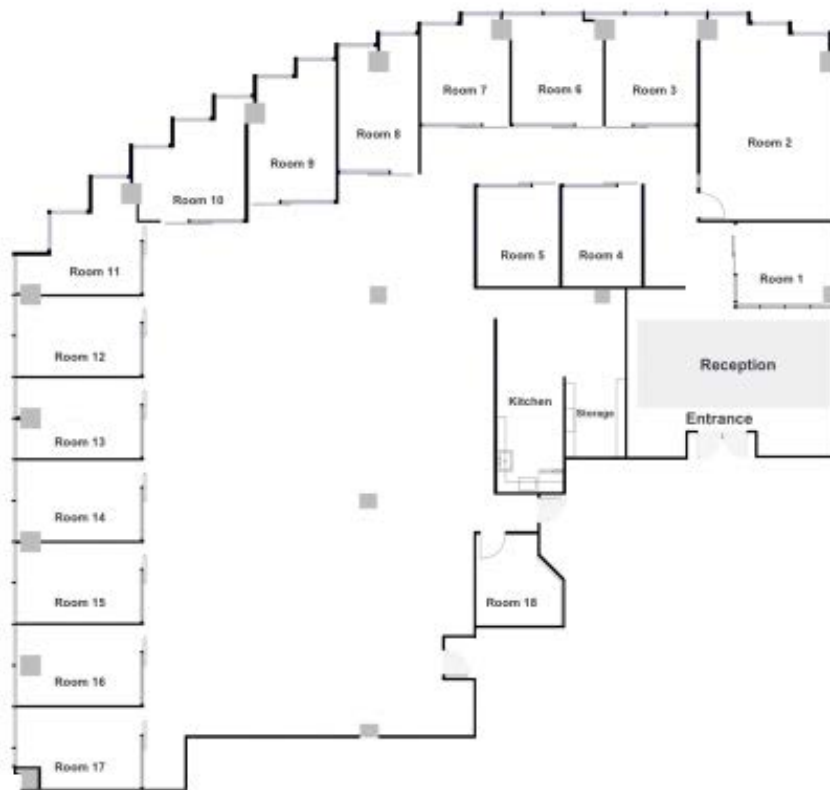 Room 7
Room 6
Room 3
Room 8
Room 2
Room 9
Room 10
Room 5
Room 4
Room 11
Room 1
Room 12
Reception
Kitchen
Storage
Entrance
Room 13
Room 14
Room 15
Room 18
Room 16
Room 17